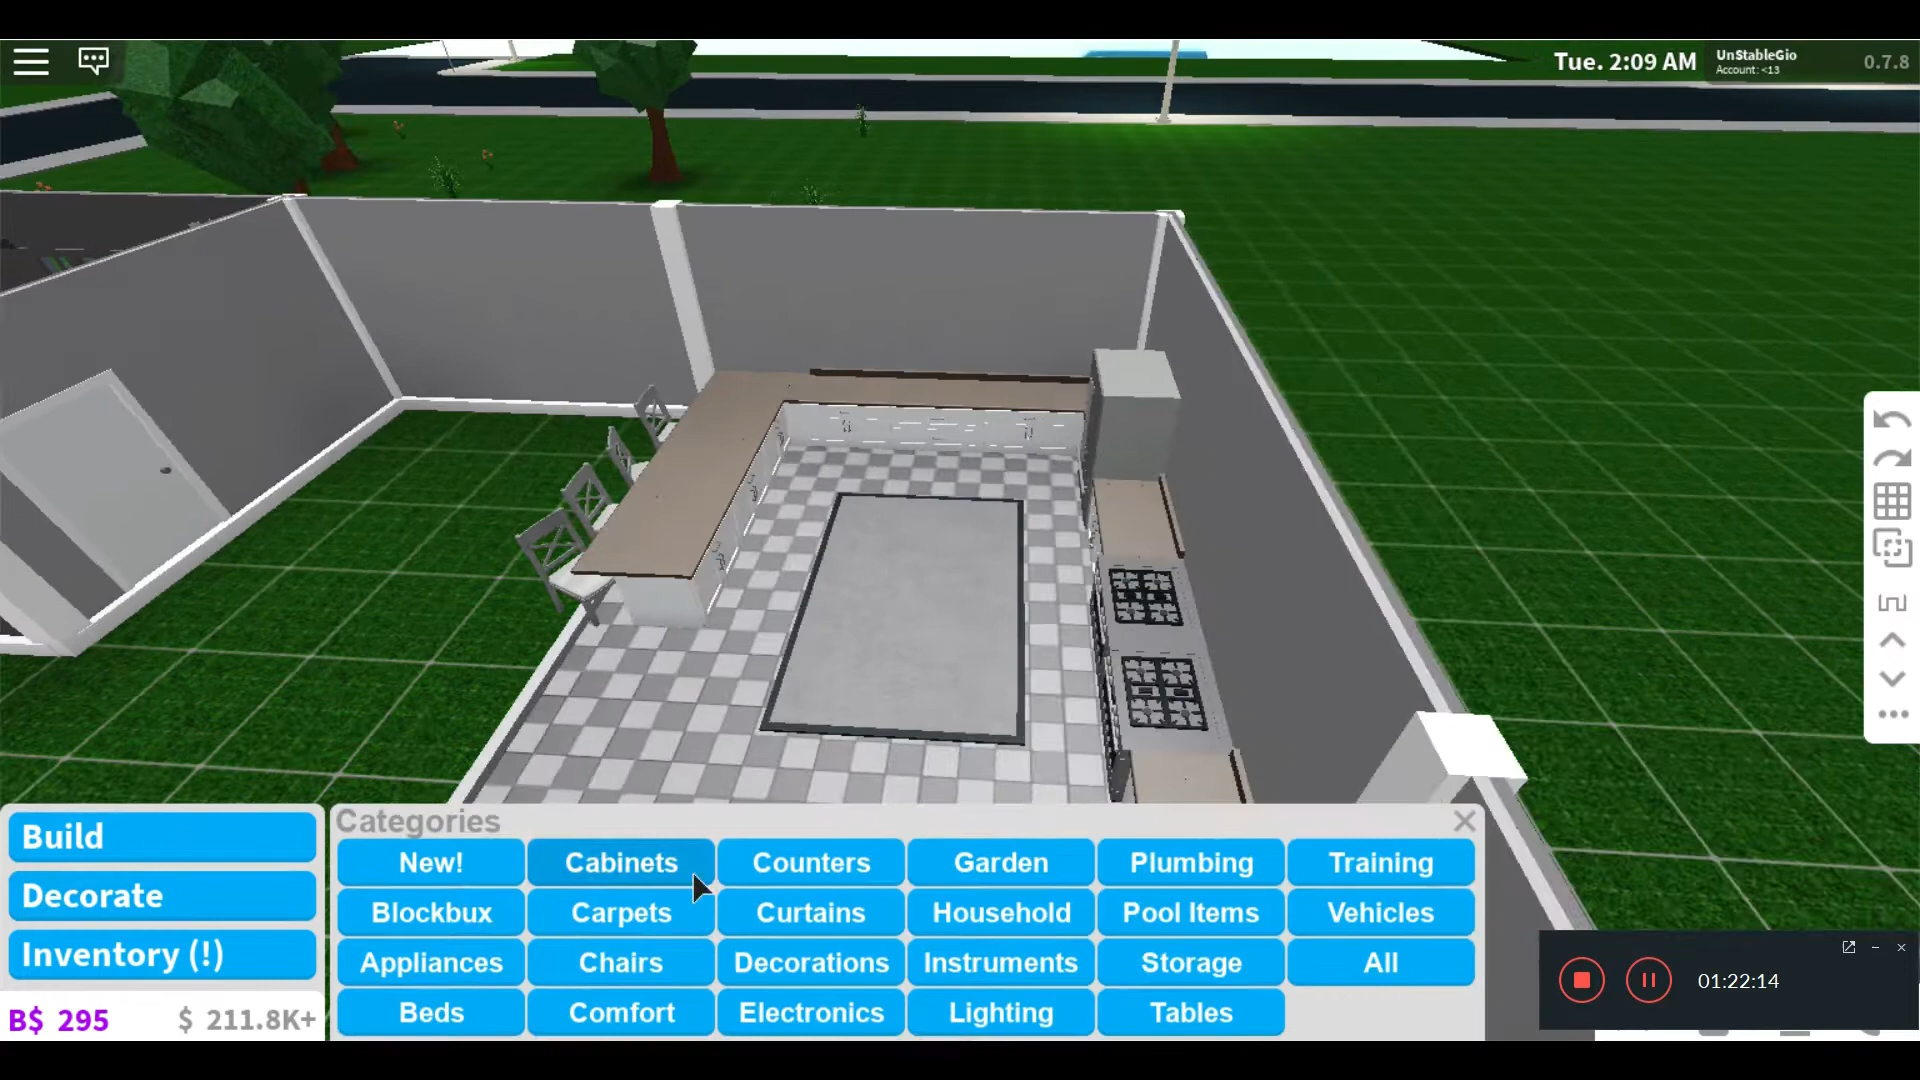 Tue. 2:09 AM
UnStableGio
Account: <13
0.7.8
Build
Decorate
Inventory (!)
B$ 295
$ 211.8K+
Categories
New!
Cabinets
Counters
Garden
Plumbing
Training
Blockbux
Carpets
Curtains
Household
Pool Items
Vehicles
Appliances
Chairs
Decorations
Instruments
Storage
All
Beds
Comfort
Electronics
Lighting
Tables
01:22:14